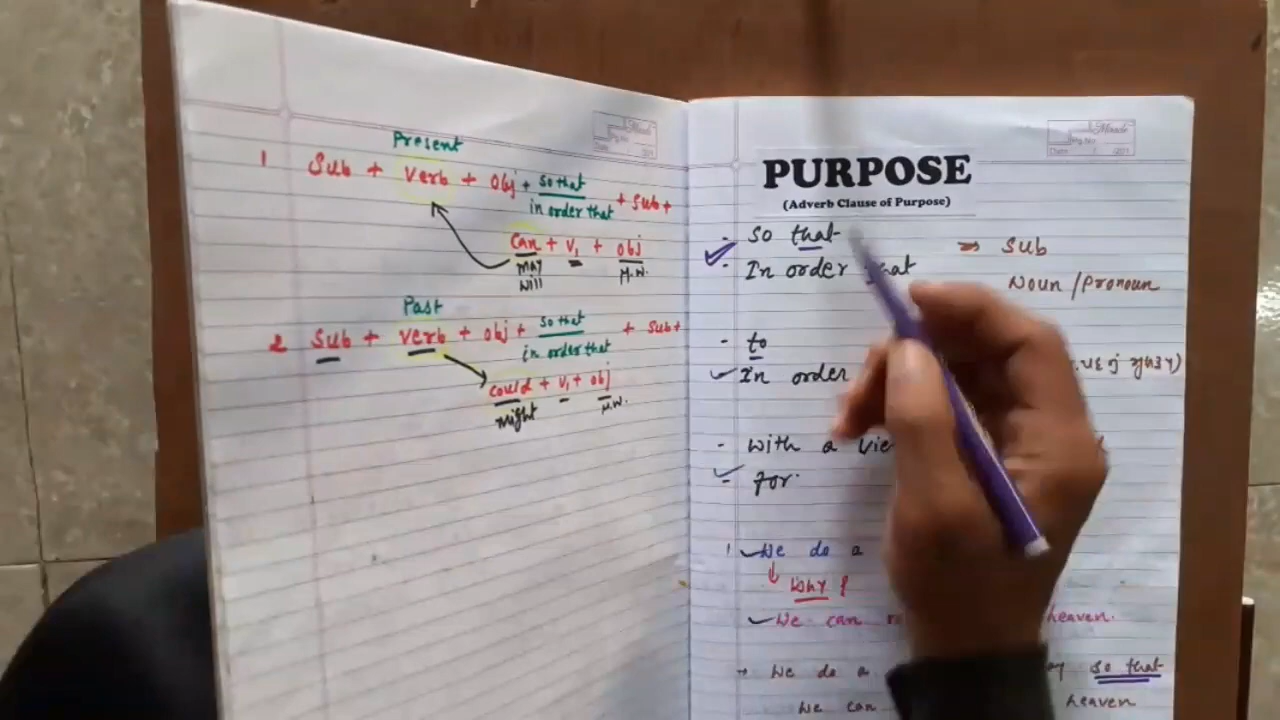 Present
1 Sub + Verb + Obj + so that + Sub +
in order that
can + V1 + obj
may M.W.
will
Past
2 Sub + verb + obj + so that + Sub +
in order that
could + V1 + obj
might M.W.
PURPOSE
(Adverb Clause of Purpose)
- so that → Sub
- In order that Noun / Pronoun
- to
- In order
- with a
- for.
1 We do a
↓ Why ?
We can heaven.
→ We do a so that
we can heaven